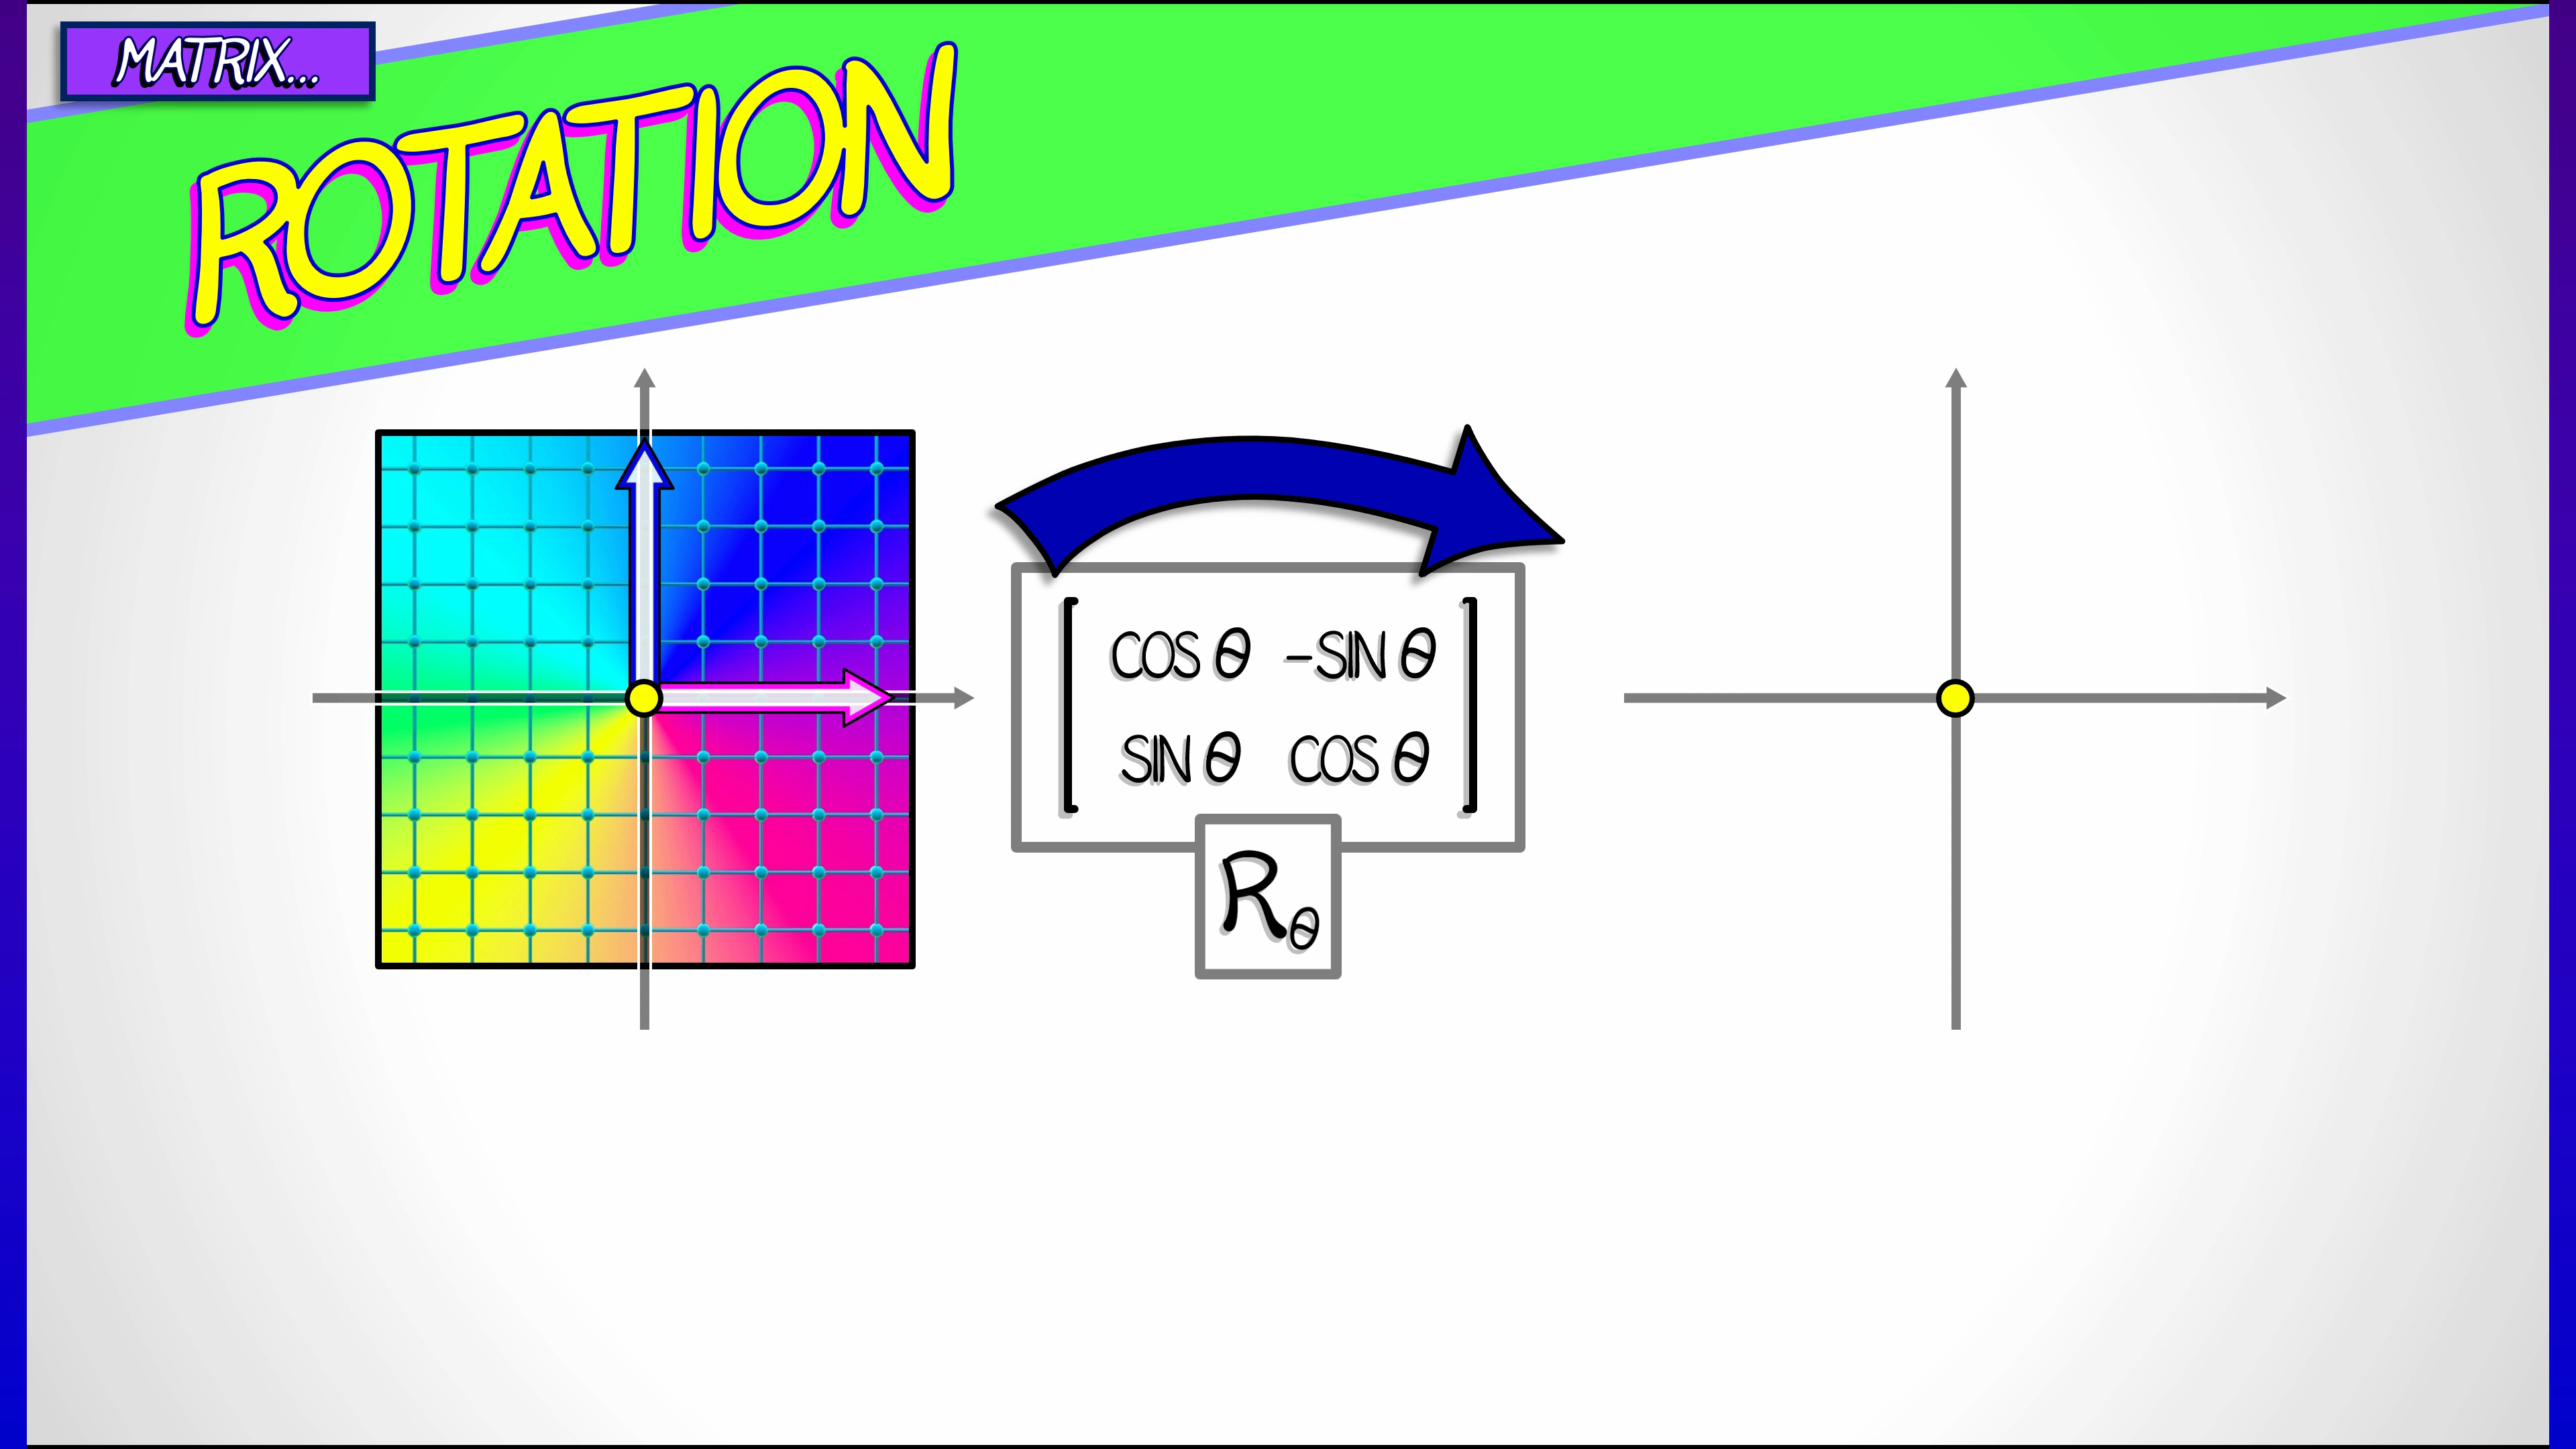 MATRIX...
ROTATION
COS θ -SIN θ
SIN θ COS θ
Rθ